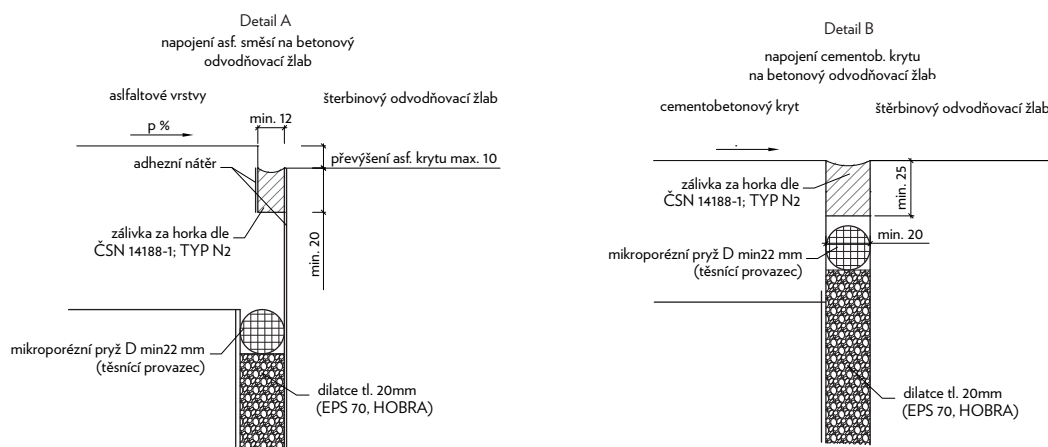 Detail A
napojení asf. směsí na betonový
odvodňovací žlab
aslfaltové vrstvy
šterbinový odvodňovací žlab
min. 12
p %
převýšení asf. krytu max. 10
adhezní nátěr
zálivka za horka dle
ČSN 14188-1; TYP N2
min. 20
mikroporézní pryž D min22 mm
(těsnící provazec)
dilatce tl. 20mm
(EPS 70, HOBRA)
Detail B
napojení cementob. krytu
na betonový odvodňovací žlab
cementobetonový kryt
štěrbinový odvodňovací žlab
zálivka za horka dle
ČSN 14188-1; TYP N2
min. 25
min. 20
mikroporézní pryž D min22 mm
(těsnící provazec)
dilatce tl. 20mm
(EPS 70, HOBRA)